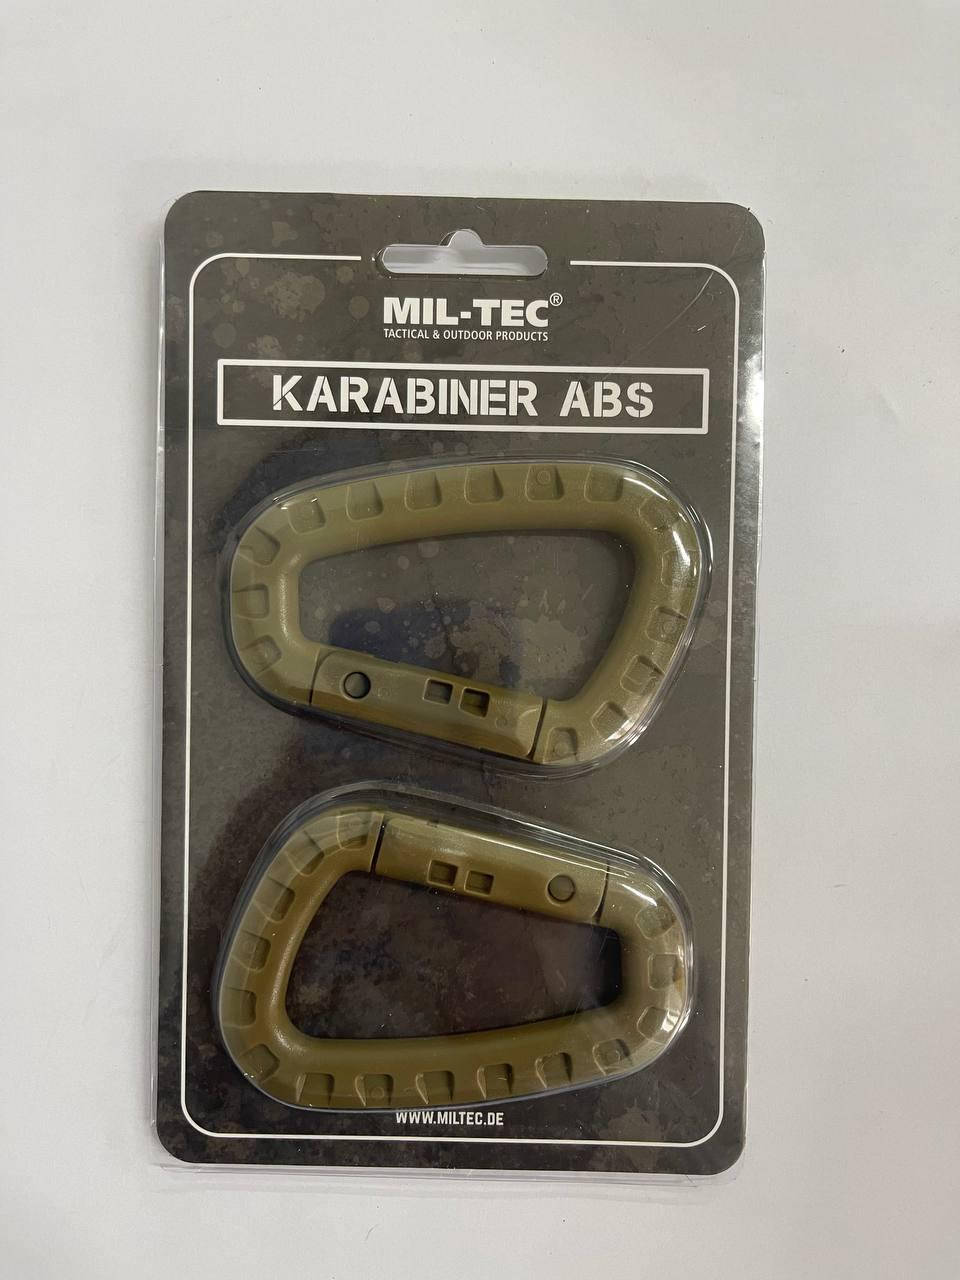 MIL-TEC®
TACTICAL & OUTDOOR PRODUCTS
KARABINER ABS
WWW.MILTEC.DE